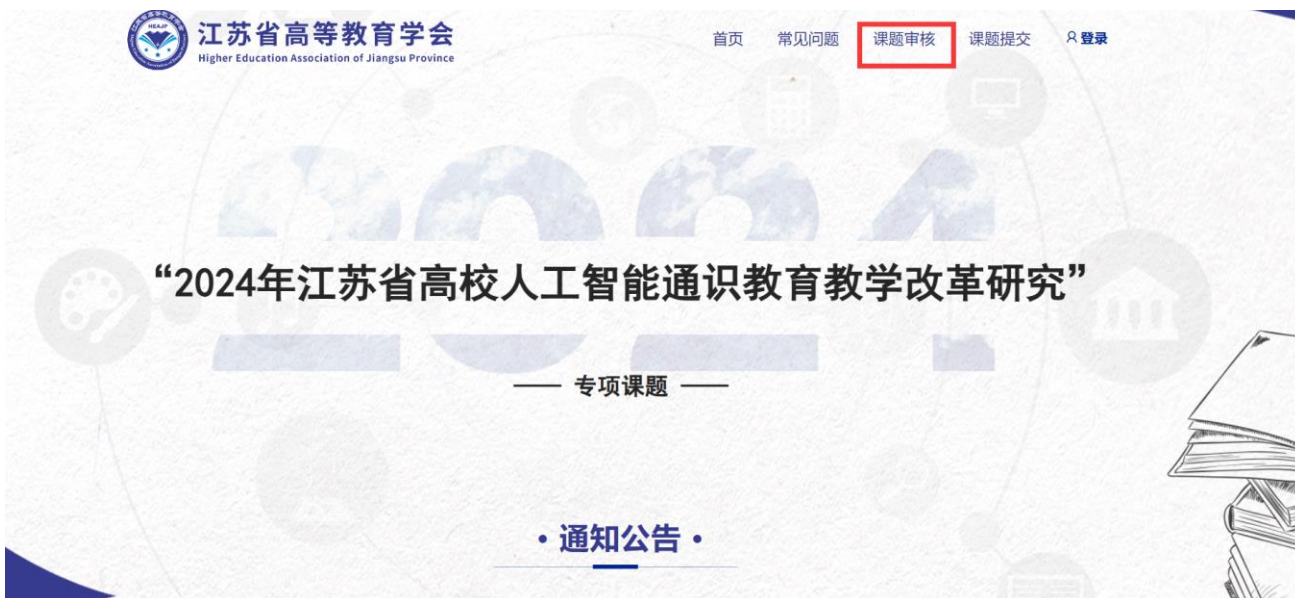 HEAJP
江苏省高等教育学会
Higher Education Association of Jiangsu Province
首页 常见问题 课题审核 课题提交 登录
2024
“2024年江苏省高校人工智能通识教育教学改革研究”
—— 专项课题 ——
·通知公告·